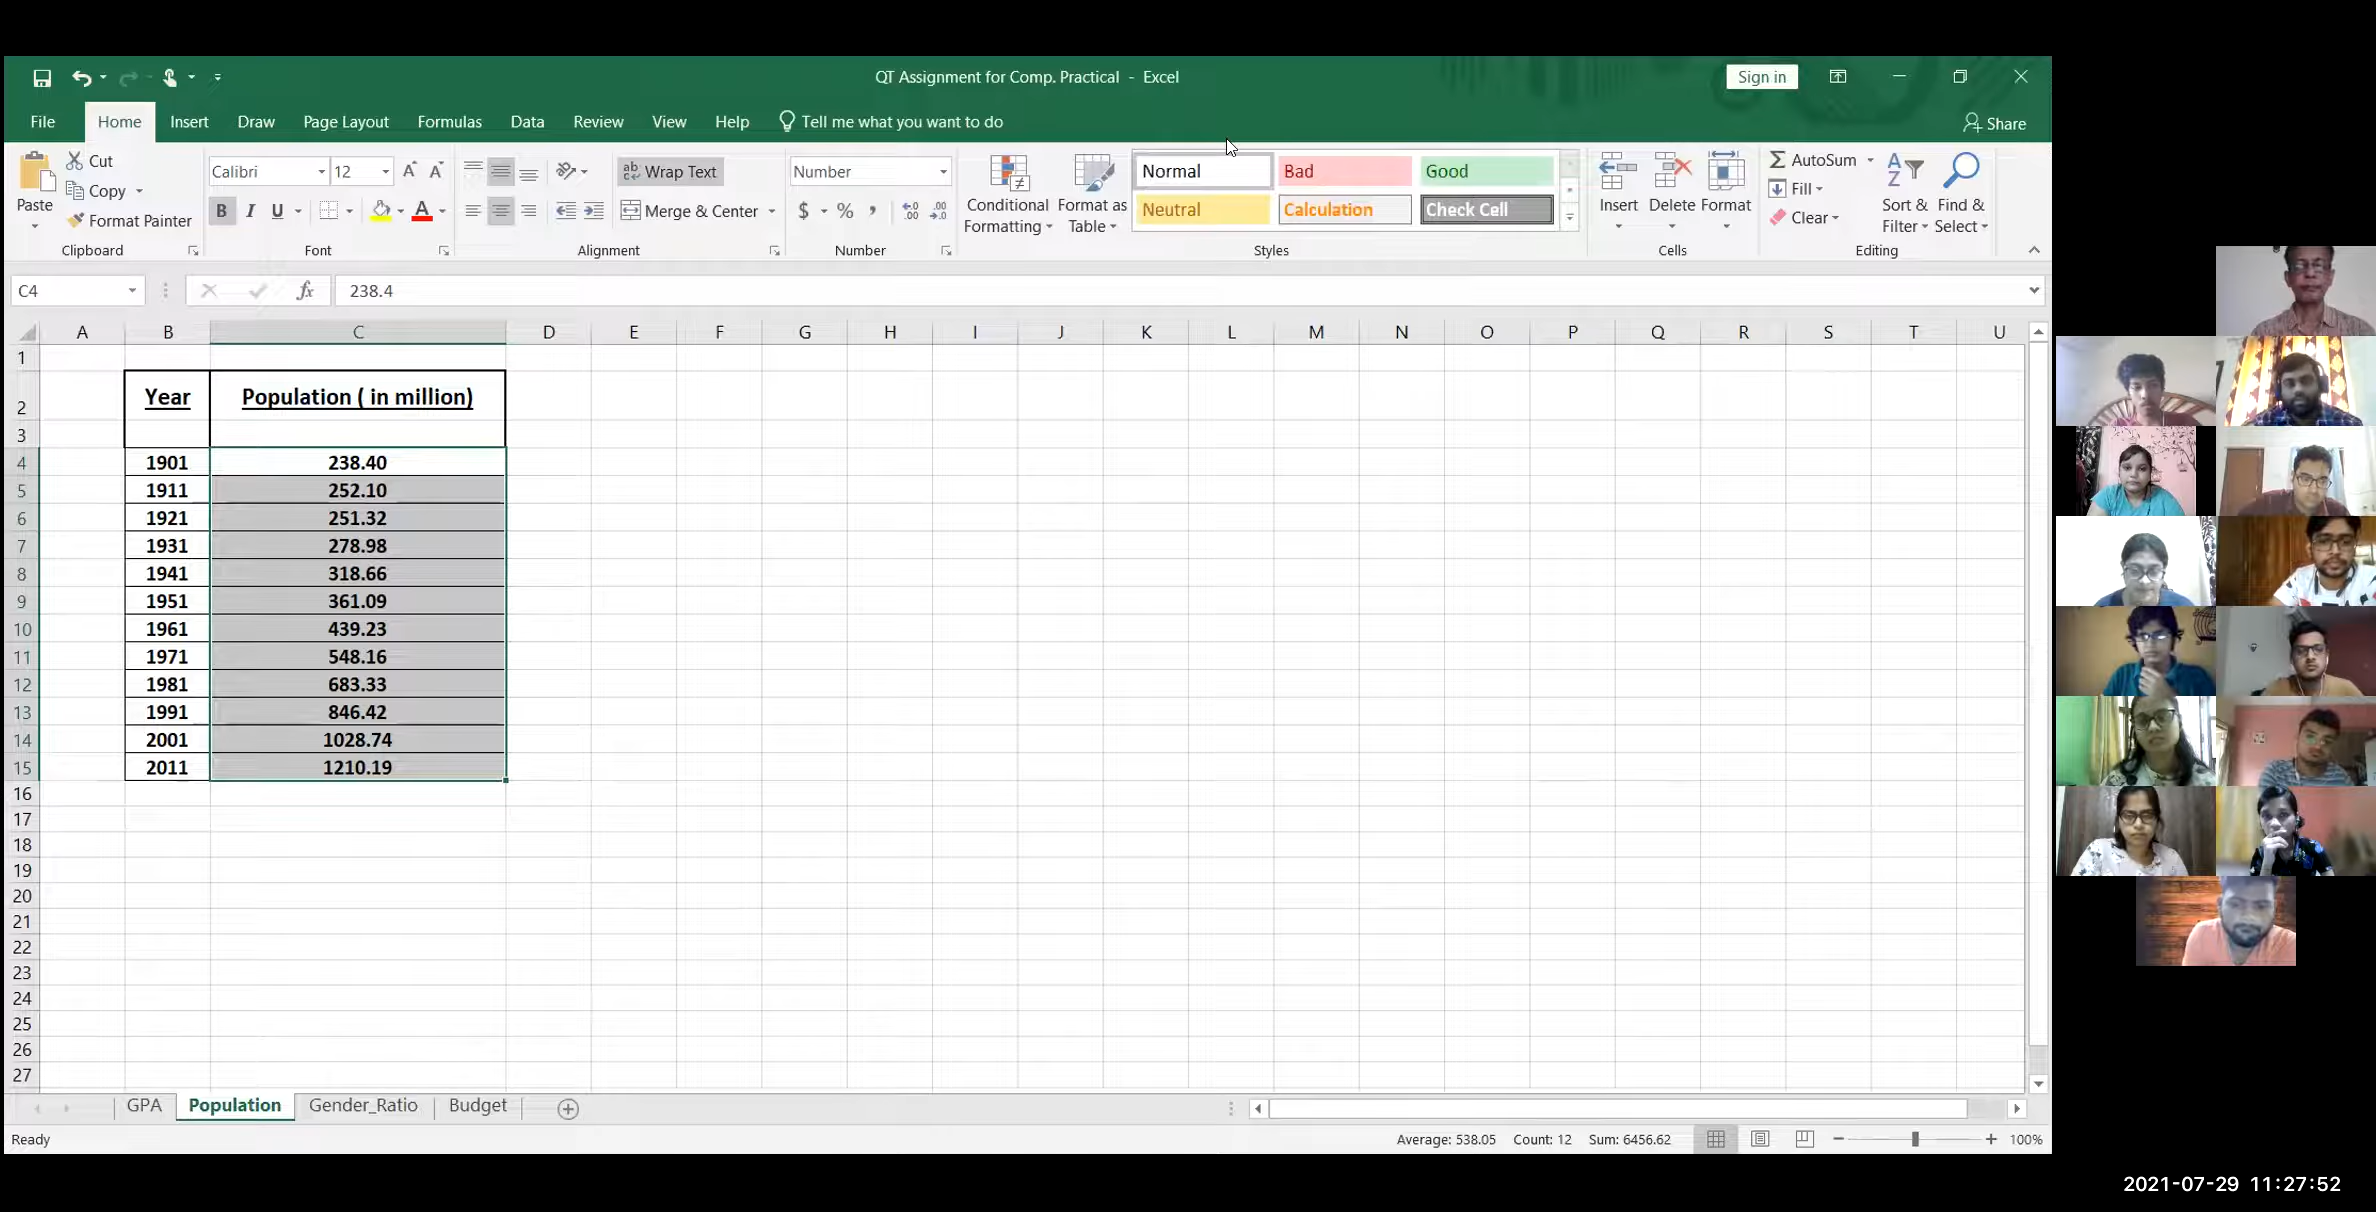 QT Assignment for Comp. Practical - Excel
Sign in
File Home Insert Draw Page Layout Formulas Data Review View Help Tell me what you want to do Share
Paste
Cut
Copy
Format Painter
Clipboard
Calibri 12
B I U A
Font
Wrap Text
Merge & Center
Alignment
Number
$ % ,
Number
Conditional Formatting
Format as Table
Normal Bad Good
Neutral Calculation Check Cell
Styles
Insert Delete Format
Cells
AutoSum
Fill
Clear
Sort & Filter
Find & Select
Editing
C4 fx 238.4
A B C D E F G H I J K L M N O P Q R S T U
1
2 Year Population ( in million)
3
4 1901 238.40
5 1911 252.10
6 1921 251.32
7 1931 278.98
8 1941 318.66
9 1951 361.09
10 1961 439.23
11 1971 548.16
12 1981 683.33
13 1991 846.42
14 2001 1028.74
15 2011 1210.19
16
17
18
19
20
21
22
23
24
25
26
27
GPA Population Gender_Ratio Budget
Ready Average: 538.05 Count: 12 Sum: 6456.62 100%
2021-07-29 11:27:52